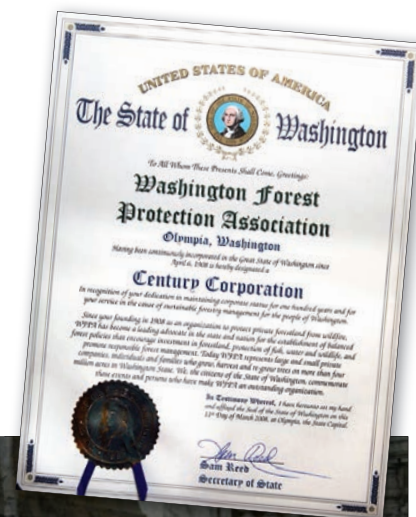 UNITED STATES OF AMERICA
The State of Washington
To All Whom These Presents Shall Come, Greetings:
Washington Forest
Protection Association
Olympia, Washington
Having been continuously incorporated in the Great State of Washington since
April 6, 1908 is hereby designated a
Century Corporation
In recognition of your dedication in maintaining corporate status for one hundred years and for
your service in the cause of sustainable forestry management for the people of Washington.
Since your founding in 1908 as an organization to protect private forestland from wildfire,
WFPA has become a leading advocate in the state and nation for the establishment of balanced
forest policies that encourage investment in forestland, protection of fish, water and wildlife, and
promote responsible forest management. Today WFPA represents large and small private
companies, individuals and families who grow, harvest and re-grow trees on more than four
million acres in Washington State. We, the citizens of the State of Washington, commemorate
those events and persons who have make WFPA an outstanding organization.
In Testimony Whereof, I have hereunto set my hand
and affixed the Seal of the State of Washington on this
11th Day of March 2008, at Olympia, the State Capital.
Sam Reed
Sam Reed
Secretary of State